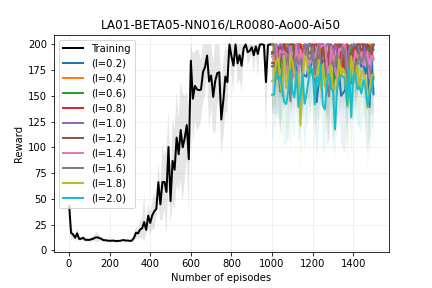 LA01-BETA05-NN016/LR0080-Ao00-Ai50
Reward
200
175
150
125
100
75
50
25
0
Training
(l=0.2)
(l=0.4)
(l=0.6)
(l=0.8)
(l=1.0)
(l=1.2)
(l=1.4)
(l=1.6)
(l=1.8)
(l=2.0)
0 200 400 600 800 1000 1200 1400
Number of episodes